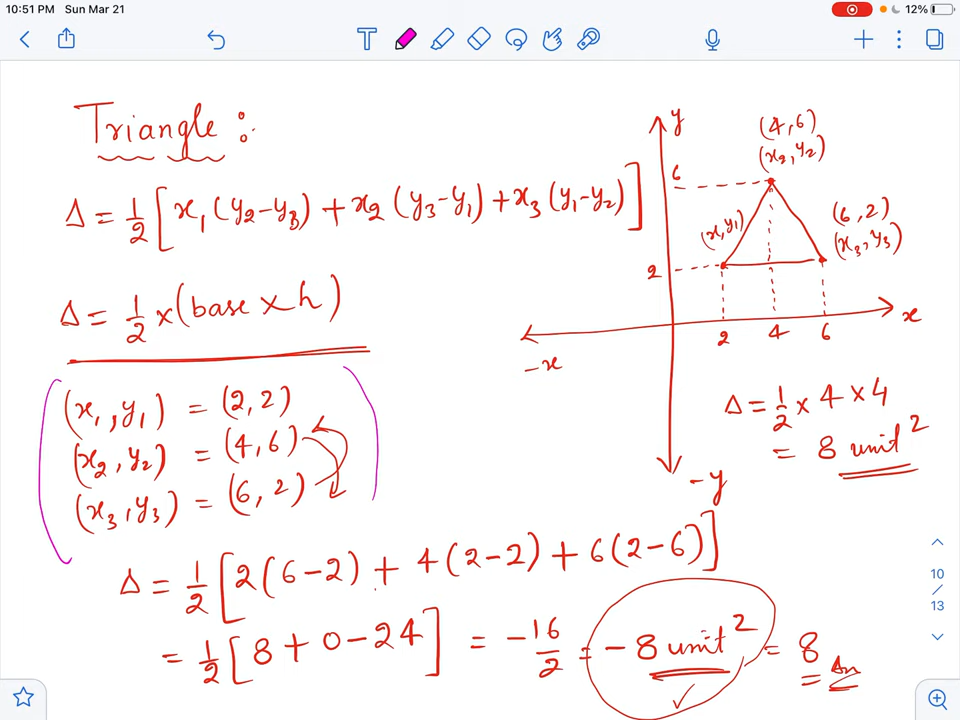 10:51 PM Sun Mar 21
12%
T
Triangle :
Δ = 1/2 [x₁(y₂-y₃) + x₂(y₃-y₁) + x₃(y₁-y₂)]
Δ = 1/2 x (base x h)
(x₁, y₁) = (2, 2)
(x₂, y₂) = (4, 6)
(x₃, y₃) = (6, 2)
y
(4, 6)
(x₂, y₂)
6
(x, y₁)
(6, 2)
(x₃, y₃)
2
2 4 6
x
-x
-y
Δ = 1/2 x 4 x 4
= 8 unit²
Δ = 1/2 [2(6-2) + 4(2-2) + 6(2-6)]
= 1/2 [8 + 0 - 24] = -16/2 = -8 unit² = 8 An
10
/
13